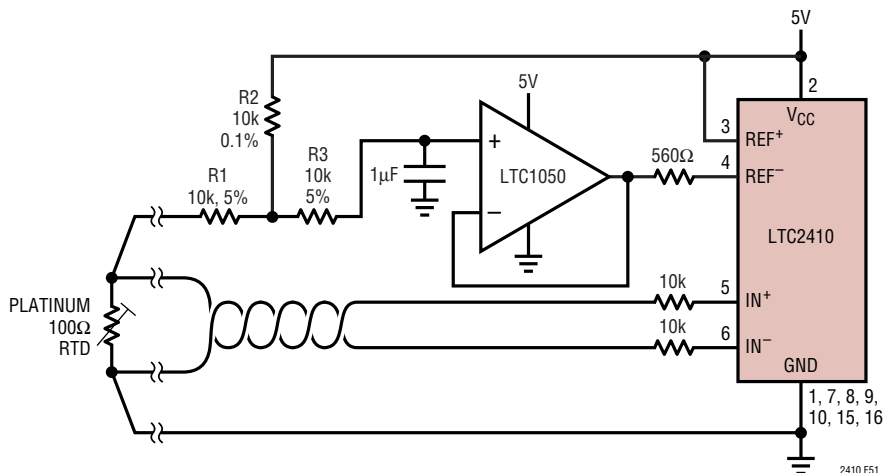 5V
2
VCC
R2
10k
0.1%
5V
3
REF+
R3
10k
5%
560Ω
4
REF−
R1
10k, 5%
1µF
+
LTC1050
−
LTC2410
PLATINUM
100Ω
RTD
10k
5
IN+
10k
6
IN−
GND
1, 7, 8, 9,
10, 15, 16
2410 F51